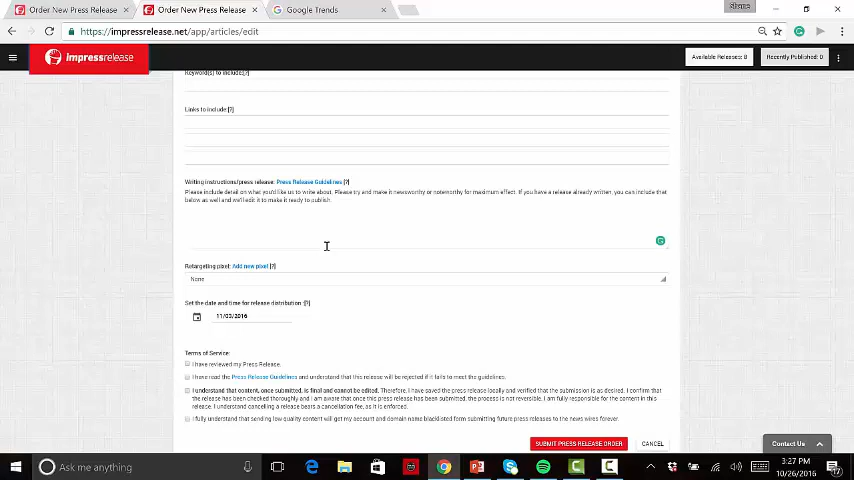 Order New Press Release
Order New Press Release
Google Trends
https://impressrelease.net/app/articles/edit
impressrelease
Available Releases: 8
Recently Published: 0
Keyword(s) to include:[?]
Links to include:[?]
Writing instructions/press release: Press Release Guidelines [?]
Please include detail on what you'd like us to write about. Please try and make it newsworthy or noteworthy for maximum effect. If you have a release already written, you can include that
below as well and we'll edit it to make it ready to publish
Retargeting pixel: Add new pixel [?]
None
Set the date and time for release distribution [?]
11/03/2016
Terms of Service:
I have reviewed my Press Release.
I have read the Press Release Guidelines and understand that this release will be rejected if it fails to meet the guidelines.
I understand that content, once submitted, is final and cannot be edited. Therefore, I have saved the press release locally and verified that the submission is as desired. I confirm that
the release has been checked thoroughly and I am aware that once this press release has been submitted, the process is not reversible. I am fully responsible for the content in this
release. I understand cancelling a release bears a cancellation fee, as it is enforced.
I fully understand that sending low quality content will get my account and domain name blacklisted form submitting future press releases to the news wires forever.
SUBMIT PRESS RELEASE ORDER
CANCEL
Contact Us
Ask me anything
3:27 PM
10/26/2016